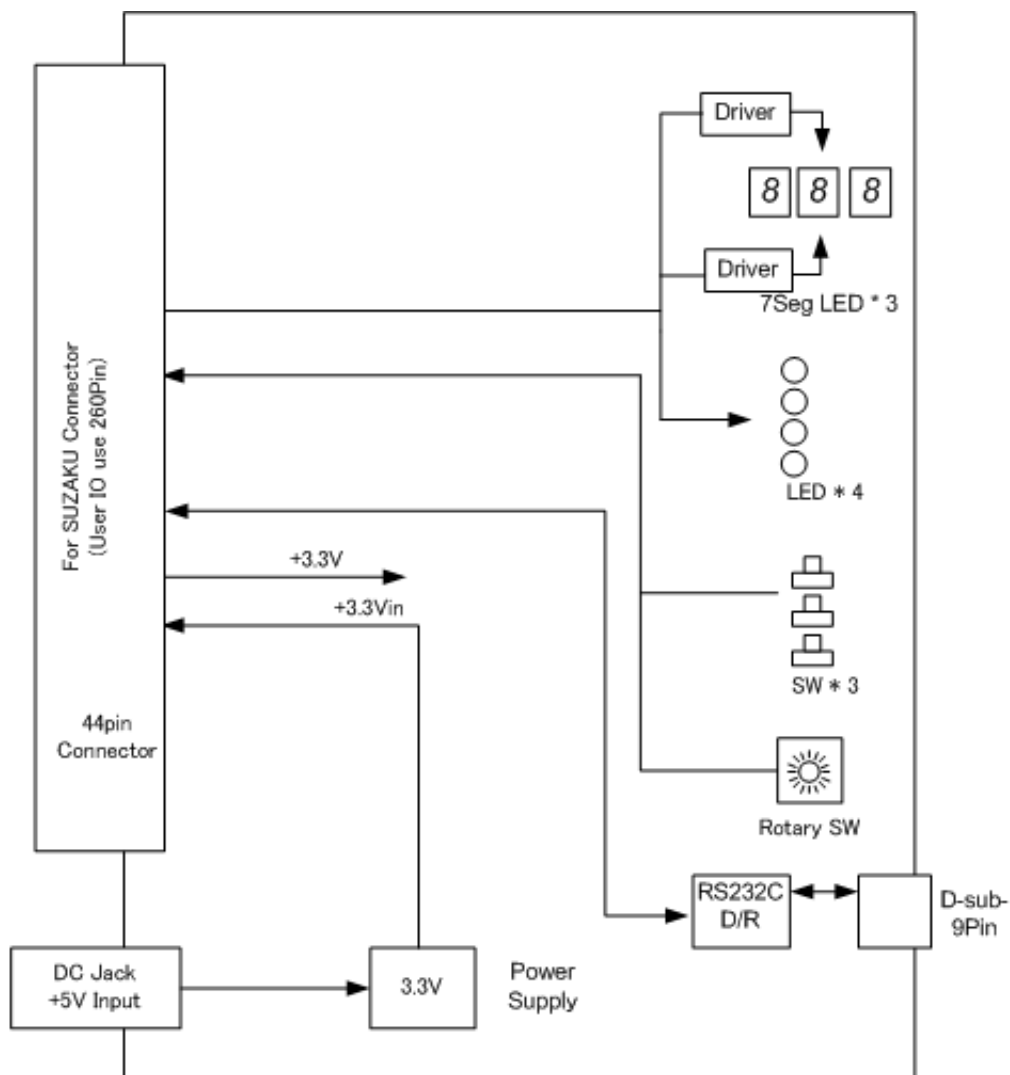 Driver
8 8 8
Driver
7Seg LED * 3
For SUZAKU Connector
(User IO use 260Pin)
LED * 4
+3.3V
+3.3Vin
SW * 3
44pin
Connector
Rotary SW
RS232C
D/R
D-sub-
9Pin
DC Jack
+5V Input
3.3V
Power
Supply